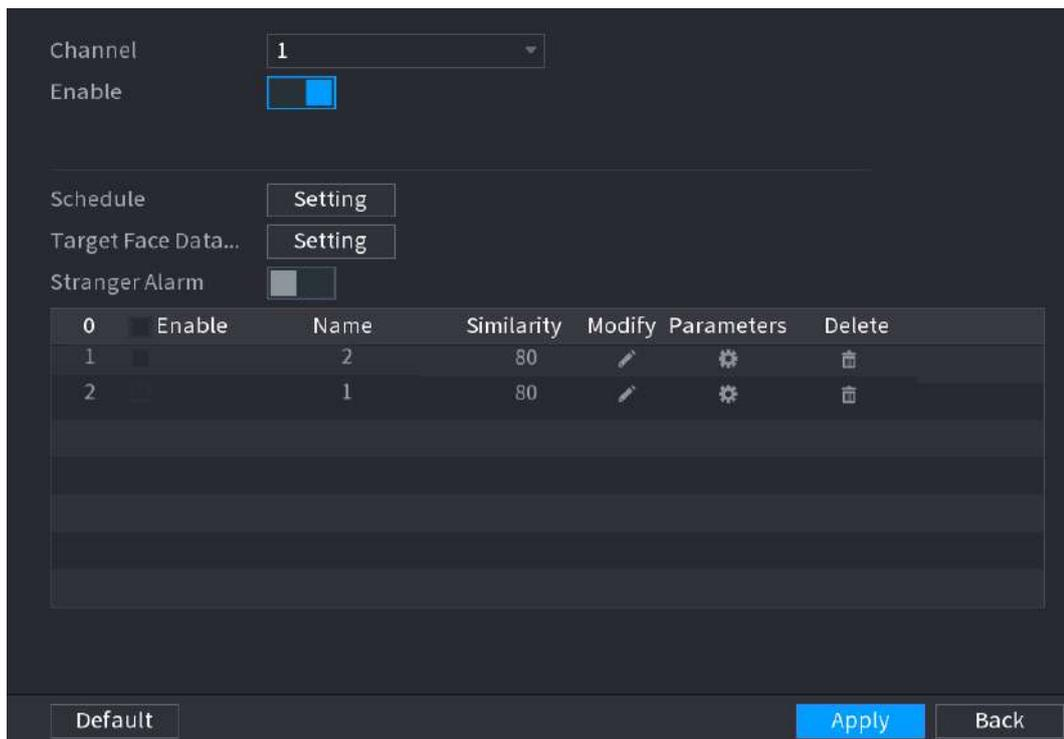 Channel 1
Enable
Schedule Setting
Target Face Data... Setting
Stranger Alarm
0 Enable Name Similarity Modify Parameters Delete
1 2 80
2 1 80
Default Apply Back